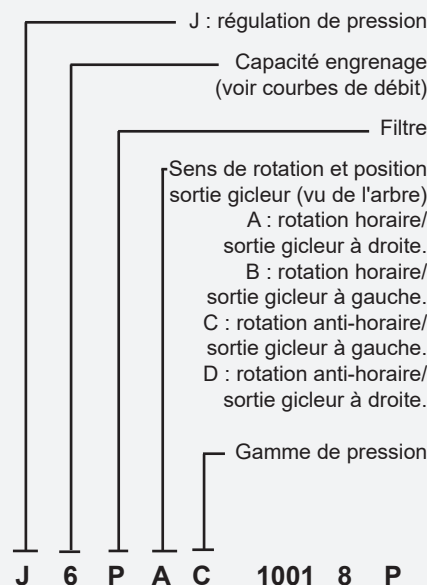 J : régulation de pression
Capacité engrenage
(voir courbes de débit)
Filtre
Sens de rotation et position
sortie gicleur (vu de l'arbre)
A : rotation horaire/
sortie gicleur à droite.
B : rotation horaire/
sortie gicleur à gauche.
C : rotation anti-horaire/
sortie gicleur à gauche.
D : rotation anti-horaire/
sortie gicleur à droite.
Gamme de pression
J 6 P A C 1001 8 P